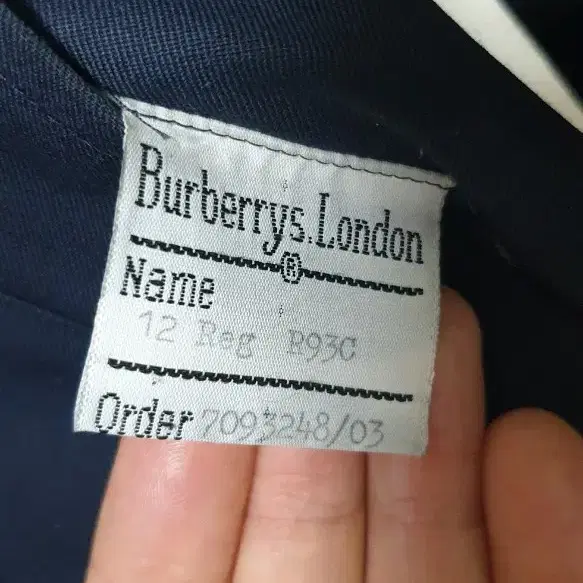 Burberrys.London
®
Name
12 Reg R93C
Order 7093248/03